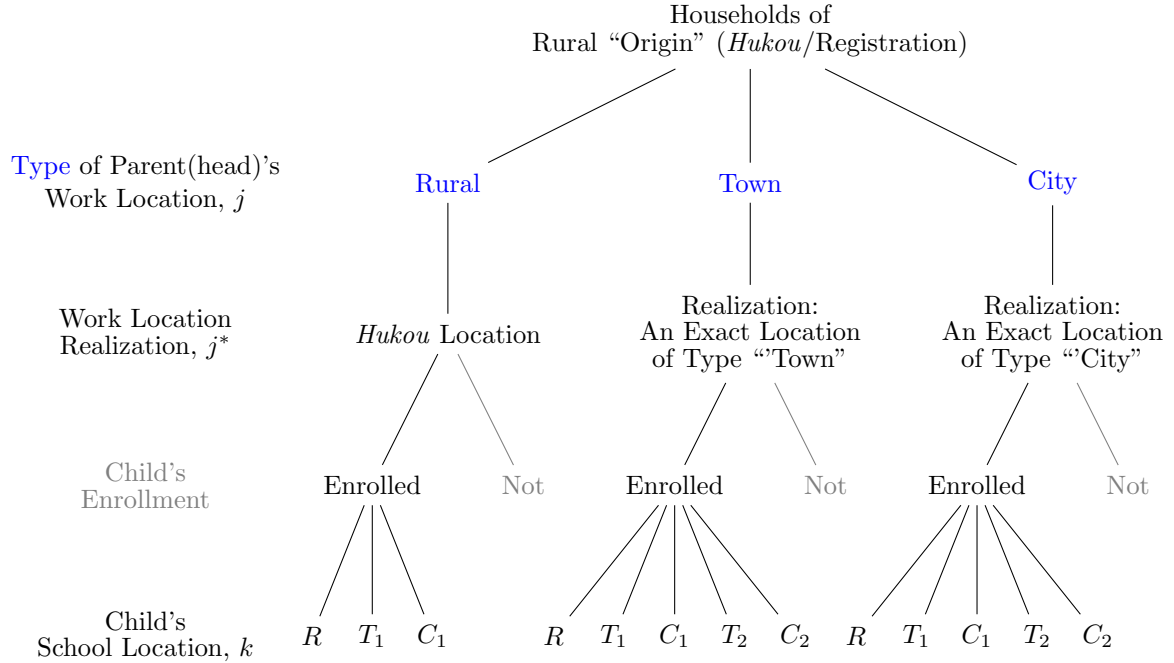 Households of
Rural “Origin” (Hukou/Registration)
Type of Parent(head)'s
Work Location, j
Rural
Town
City
Work Location
Realization, j*
Hukou Location
Realization:
An Exact Location
of Type “'Town”
Realization:
An Exact Location
of Type “'City”
Child's
Enrollment
Enrolled
Not
Enrolled
Not
Enrolled
Not
Child's
School Location, k
R T₁ C₁
R T₁ C₁ T₂ C₂
R T₁ C₁ T₂ C₂